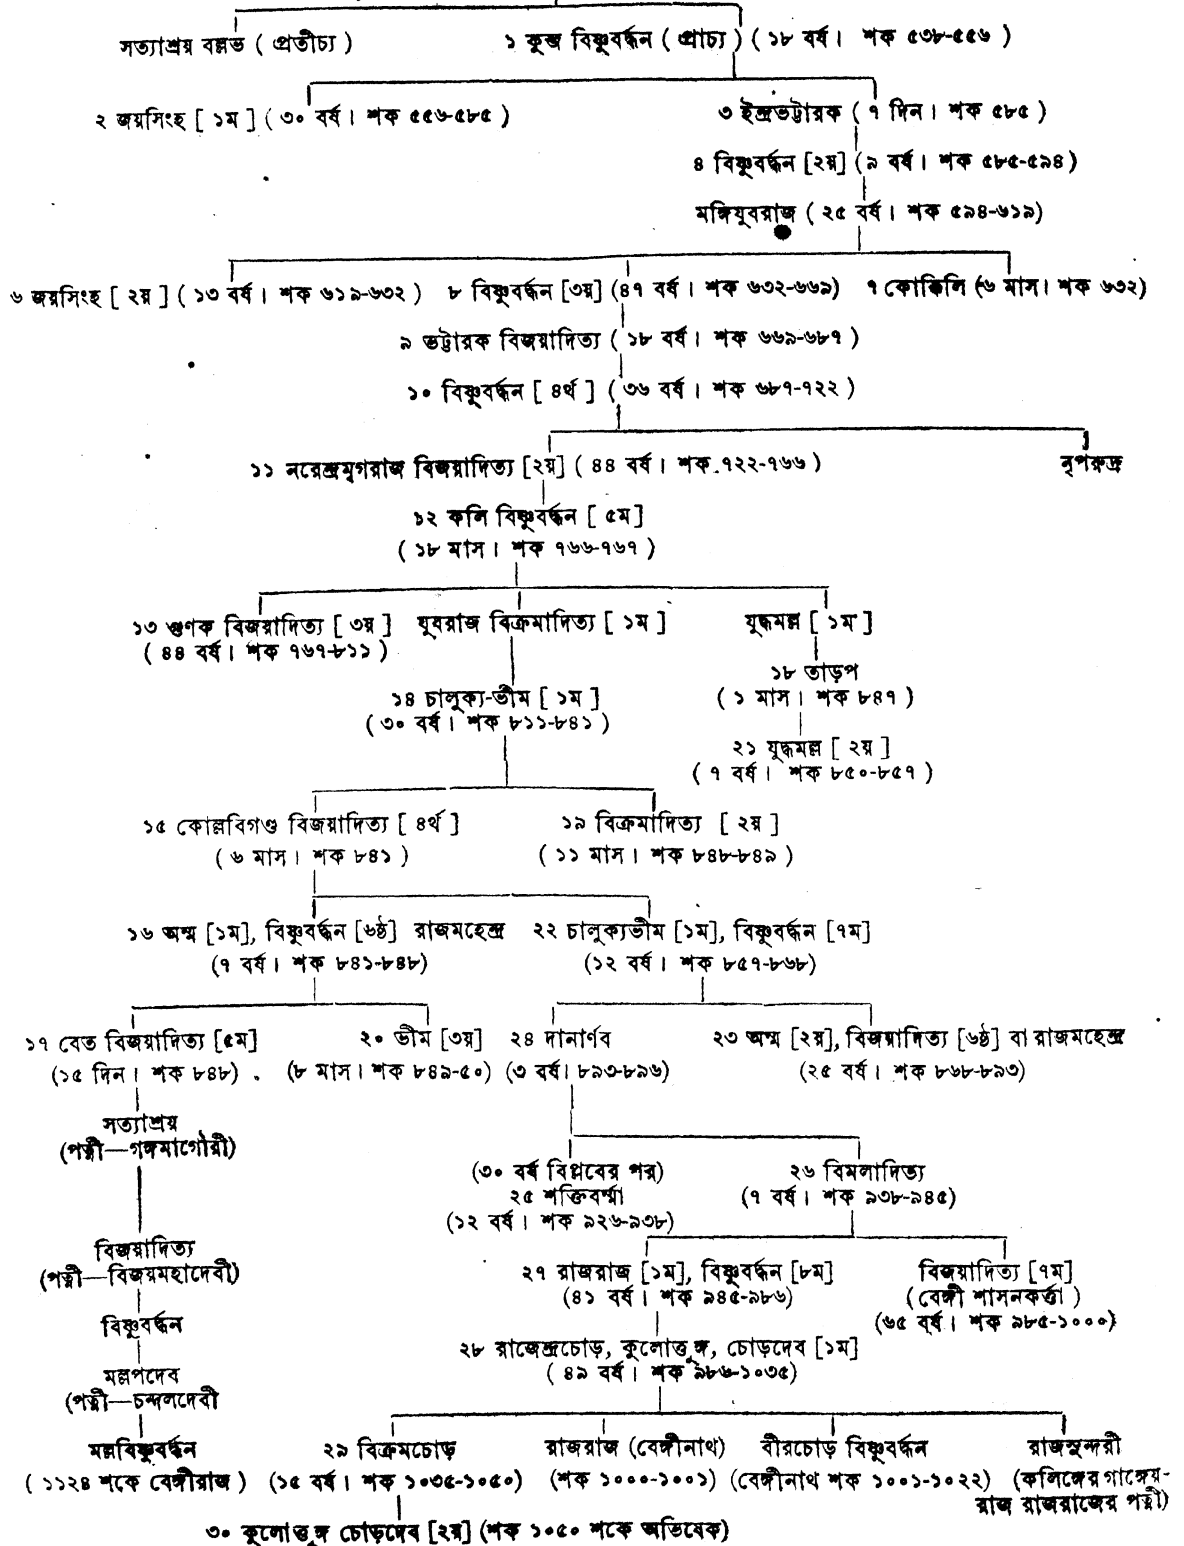 সত্যাশ্রয় বল্লভ ( প্রতীচ্য )
১ কুব্জ বিষ্ণুবর্দ্ধন ( প্রাচ্য ) ( ১৮ বর্ষ। শক ৫৩৮-৫৫৬ )
২ জয়সিংহ [ ১ম ] ( ৩০ বর্ষ। শক ৫৫৬-৫৮৫ )
৩ ইন্দ্রভট্টারক ( ৭ দিন। শক ৫৮৫ )
৪ বিষ্ণুবর্দ্ধন [২য়] (৯ বর্ষ। শক ৫৮৫-৫৯৪ )
মঙ্গিযুবরাজ ( ২৫ বর্ষ। শক ৫৯৪-৬১৯)
৬ জয়সিংহ [ ২য় ] ( ১৩ বর্ষ। শক ৬১৯-৬৩২ )
৮ বিষ্ণুবর্দ্ধন [৩য়] (৪৭ বর্ষ। শক ৬৩২-৬৬৯)
৭ কোক্কিলি (৬ মাস। শক ৬৩২)
৯ ভট্টারক বিজয়াদিত্য ( ১৮ বর্ষ। শক ৬৬৯-৬৮৭ )
১০ বিষ্ণুবর্দ্ধন [ ৪র্থ ] ( ৩৬ বর্ষ। শক ৬৮৭-৭২২ )
১১ নরেন্দ্রমৃগরাজ বিজয়াদিত্য [২য়] ( ৪৪ বর্ষ। শক ৭২২-৭৬৬ )
নৃপরুদ্র
১২ কলি বিষ্ণুবর্দ্ধন [ ৫ম ]
( ১৮ মাস। শক ৭৬৬-৭৬৭ )
১৩ গুণক বিজয়াদিত্য [ ৩য় ]
যুবরাজ বিক্রমাদিত্য [ ১ম ]
যুদ্ধমল্ল [ ১ম ]
( ৪৪ বর্ষ। শক ৭৬৭-৮১১ )
১৮ তাড়প
( ১ মাস। শক ৮৪৭ )
১৪ চালুক্য-ভীম [ ১ম ]
( ৩০ বর্ষ। শক ৮১১-৮৪১ )
২১ যুদ্ধমল্ল [ ২য় ]
( ৭ বর্ষ। শক ৮৫০-৮৫৭ )
১৫ কোল্লবিগণ্ড বিজয়াদিত্য [ ৪র্থ ]
১৯ বিক্রমাদিত্য [ ২য় ]
( ৬ মাস। শক ৮৪১ )
( ১১ মাস। শক ৮৪৮-৮৪৯ )
১৬ অম্ম [১ম], বিষ্ণুবর্দ্ধন [৬ষ্ঠ] রাজমহেন্দ্র
২২ চালুক্যভীম [১ম], বিষ্ণুবর্দ্ধন [৭ম]
(৭ বর্ষ। শক ৮৪১-৮৪৮)
(১২ বর্ষ। শক ৮৫৭-৮৬৮)
১৭ বেত বিজয়াদিত্য [৫ম]
২০ ভীম [৩য়]
২৪ দানার্ণব
২৩ অম্ম [২য়], বিজয়াদিত্য [৬ষ্ঠ] বা রাজমহেন্দ্র
(১৫ দিন। শক ৮৪৮)
(৮ মাস। শক ৮৪৯-৫০)
(৩ বর্ষ। ৮৯৩-৮৯৬)
(২৫ বর্ষ। শক ৮৬৮-৮৯৩)
সত্যাশ্রয়
(পত্নী—গঙ্গমাগৌরী)
(৩০ বর্ষ বিপ্লবের পর)
২৬ বিমলাদিত্য
২৫ শক্তিবর্ম্মা
(৭ বর্ষ। শক ৯৩৮-৯৪৫)
(১২ বর্ষ। শক ৯২৬-৯৩৮)
বিজয়াদিত্য
(পত্নী—বিজয়মহাদেবী)
২৭ রাজরাজ [১ম], বিষ্ণুবর্দ্ধন [৮ম]
বিজয়াদিত্য [৭ম]
(৪১ বর্ষ। শক ৯৪৫-৯৮৬)
(বেঙ্গী শাসনকর্ত্তা )
(৬৫ বর্ষ। শক ৯৮৫-১০০০)
বিষ্ণুবর্দ্ধন
২৮ রাজেন্দ্রচোড়, কুলোত্তুঙ্গ, চোড়দেব [১ম]
( ৪৯ বর্ষ। শক ৯৮৬-১০৩৫)
মল্লপদেব
(পত্নী—চন্দলদেবী
মল্লবিষ্ণুবর্দ্ধন
২৯ বিক্রমচোড়
রাজরাজ (বেঙ্গীনাথ)
বীরচোড় বিষ্ণুবর্দ্ধন
রাজসুন্দরী
( ১১২৪ শকে বেঙ্গীরাজ )
(১৫ বর্ষ। শক ১০৩৫-১০৫০)
(শক ১০০০-১০০১)
(বেঙ্গীনাথ শক ১০০১-১০২২)
(কলিঙ্গের গাঙ্গেয়-
রাজ রাজরাজের পত্নী)
৩০ কুলোত্তুঙ্গ চোড়দেব [২য়] (শক ১০৫০ শকে অভিষেক)